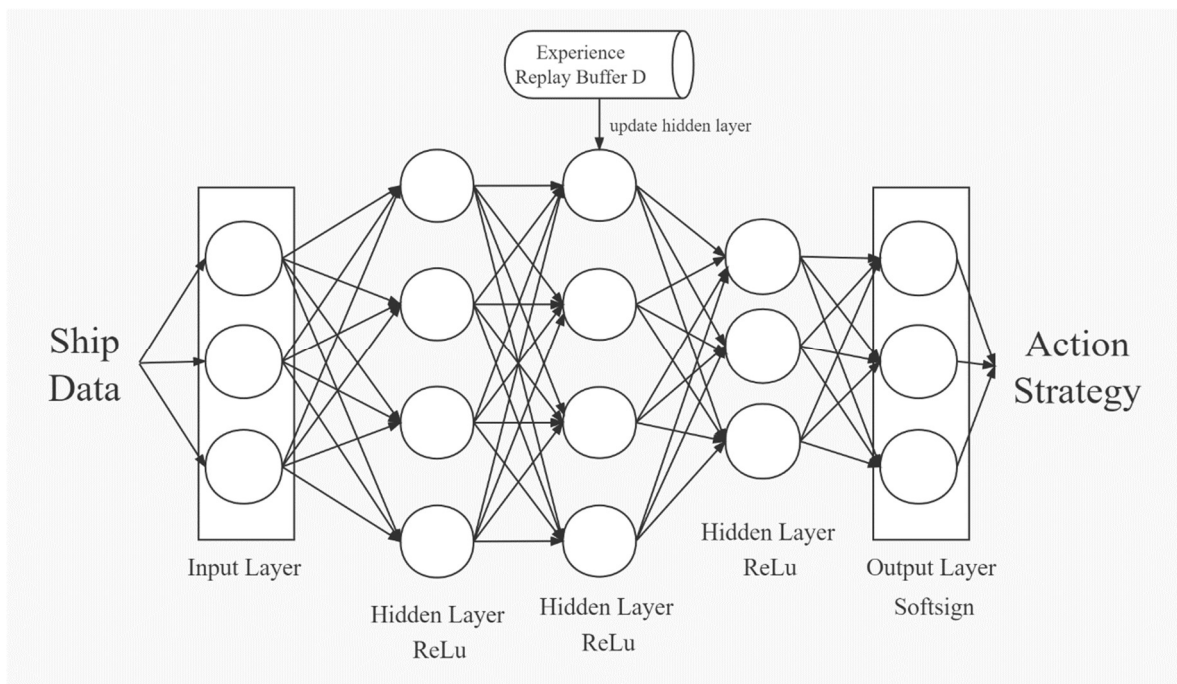 Experience
Replay Buffer D
update hidden layer
Ship
Data
Action
Strategy
Input Layer
Hidden Layer
ReLu
Hidden Layer
ReLu
Hidden Layer
ReLu
Output Layer
Softsign